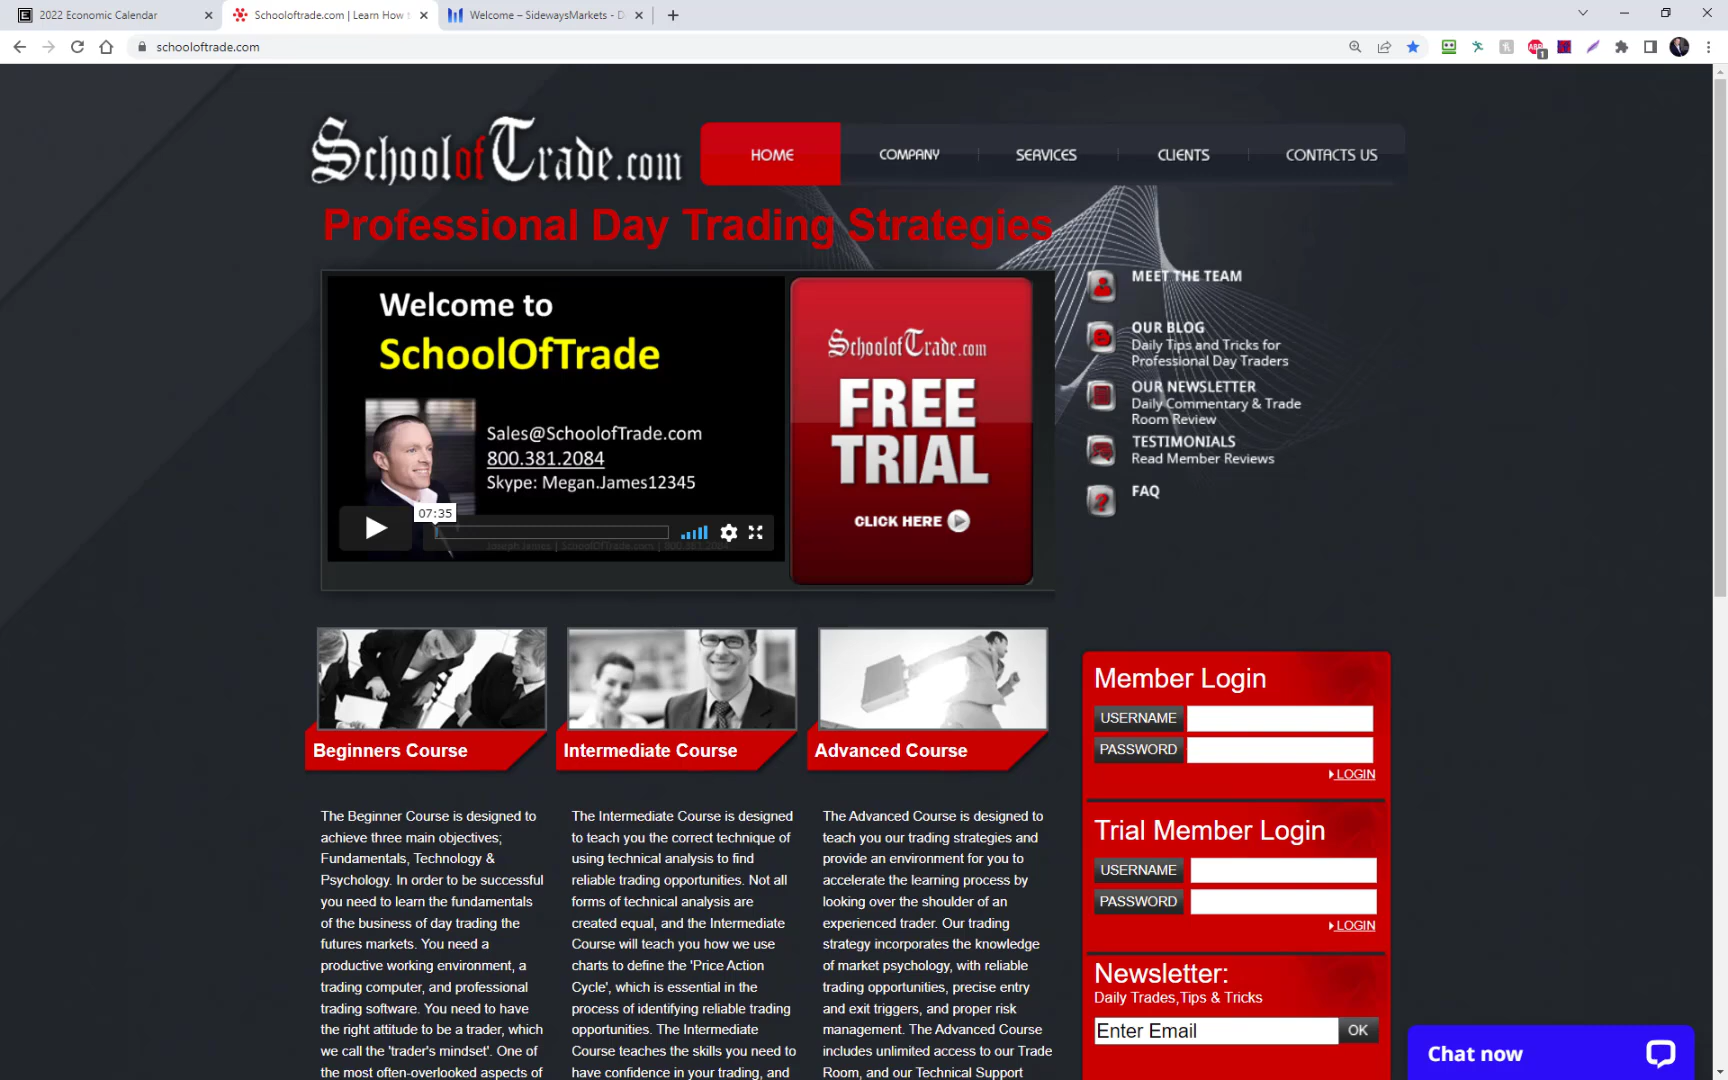 2022 Economic Calendar
Schooloftrade.com | Learn How t
Welcome – SidewaysMarkets - D
schooloftrade.com
1
SchoolofTrade.com
HOME
COMPANY
SERVICES
CLIENTS
CONTACTS US
Professional Day Trading Strategies
Welcome to
SchoolOfTrade
Sales@SchoolofTrade.com
800.381.2084
Skype: Megan.James12345
07:35
Joseph James | SchoolOfTrade.com | 800.381.2084
SchoolofTrade.com
FREE
TRIAL
CLICK HERE
MEET THE TEAM
OUR BLOG
Daily Tips and Tricks for
Professional Day Traders
OUR NEWSLETTER
Daily Commentary & Trade
Room Review
TESTIMONIALS
Read Member Reviews
FAQ
Beginners Course
The Beginner Course is designed to
achieve three main objectives;
Fundamentals, Technology &
Psychology. In order to be successful
you need to learn the fundamentals
of the business of day trading the
futures markets. You need a
productive working environment, a
trading computer, and professional
trading software. You need to have
the right attitude to be a trader, which
we call the 'trader's mindset'. One of
the most often-overlooked aspects of
Intermediate Course
The Intermediate Course is designed
to teach you the correct technique of
using technical analysis to find
reliable trading opportunities. Not all
forms of technical analysis are
created equal, and the Intermediate
Course will teach you how we use
charts to define the 'Price Action
Cycle', which is essential in the
process of identifying reliable trading
opportunities. The Intermediate
Course teaches the skills you need to
have confidence in your trading, and
Advanced Course
The Advanced Course is designed to
teach you our trading strategies and
provide an environment for you to
accelerate the learning process by
looking over the shoulder of an
experienced trader. Our trading
strategy incorporates the knowledge
of market psychology, with reliable
trading opportunities, precise entry
and exit triggers, and proper risk
management. The Advanced Course
includes unlimited access to our Trade
Room, and our Technical Support
Member Login
USERNAME
PASSWORD
LOGIN
Trial Member Login
USERNAME
PASSWORD
LOGIN
Newsletter:
Daily Trades,Tips & Tricks
Enter Email
OK
Chat now